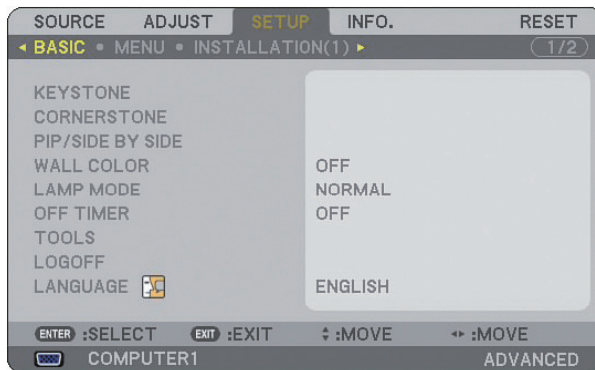 SOURCE ADJUST SETUP INFO. RESET
BASIC • MENU • INSTALLATION(1) 1/2
KEYSTONE
CORNERSTONE
PIP/SIDE BY SIDE
WALL COLOR OFF
LAMP MODE NORMAL
OFF TIMER OFF
TOOLS
LOGOFF
LANGUAGE ENGLISH
ENTER :SELECT EXIT :EXIT :MOVE :MOVE
COMPUTER1 ADVANCED